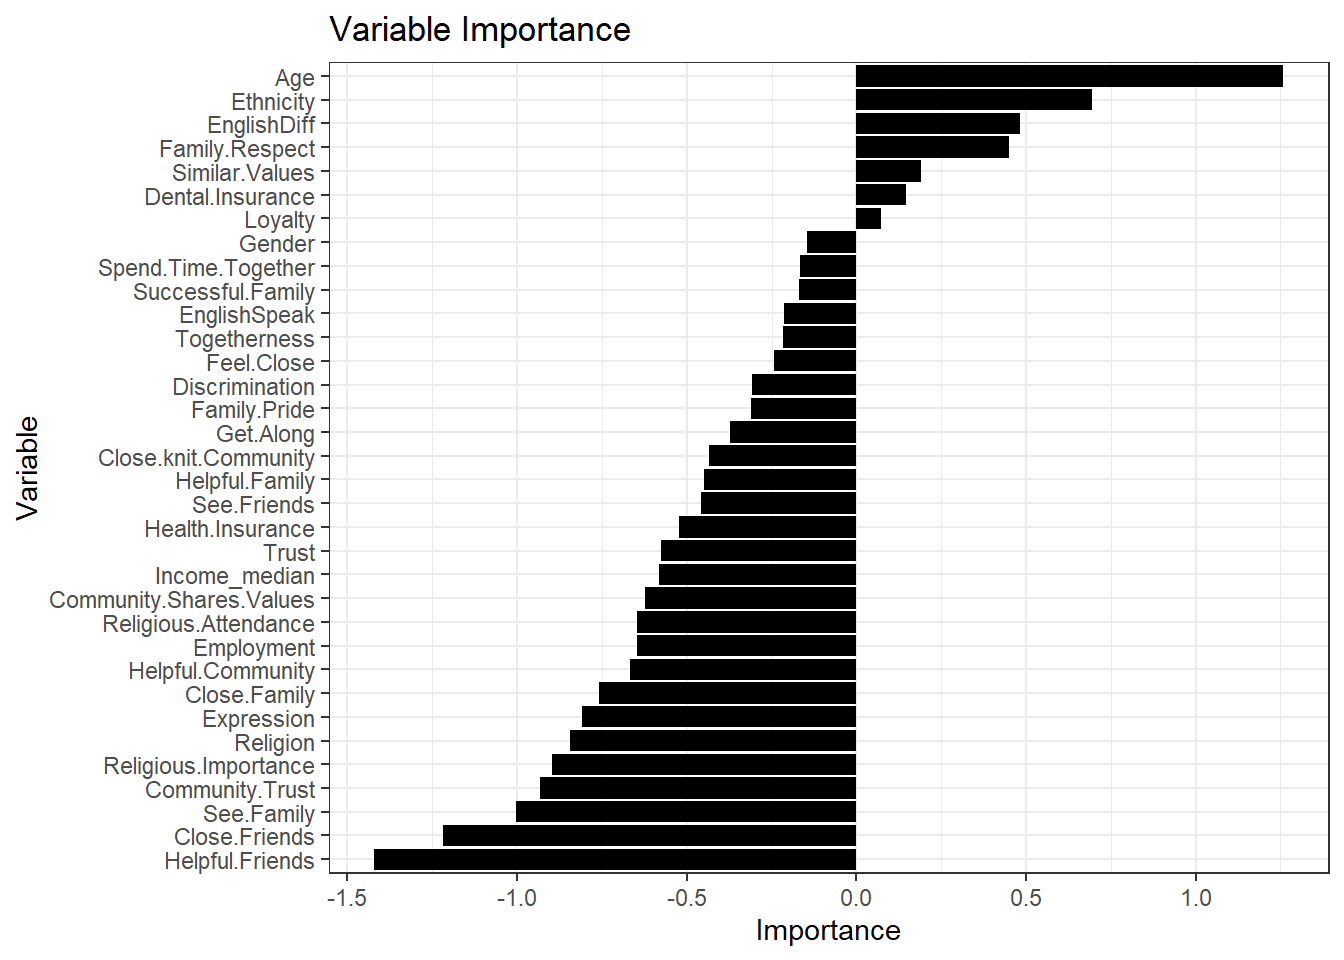 Variable Importance
Age
Ethnicity
EnglishDiff
Family.Respect
Similar.Values
Dental.Insurance
Loyalty
Gender
Spend.Time.Together
Successful.Family
EnglishSpeak
Togetherness
Feel.Close
Discrimination
Family.Pride
Get.Along
Close.knit.Community
Helpful.Family
See.Friends
Health.Insurance
Trust
Income_median
Community.Shares.Values
Religious.Attendance
Employment
Helpful.Community
Close.Family
Expression
Religion
Religious.Importance
Community.Trust
See.Family
Close.Friends
Helpful.Friends
Variable
-1.5 -1.0 -0.5 0.0 0.5 1.0
Importance